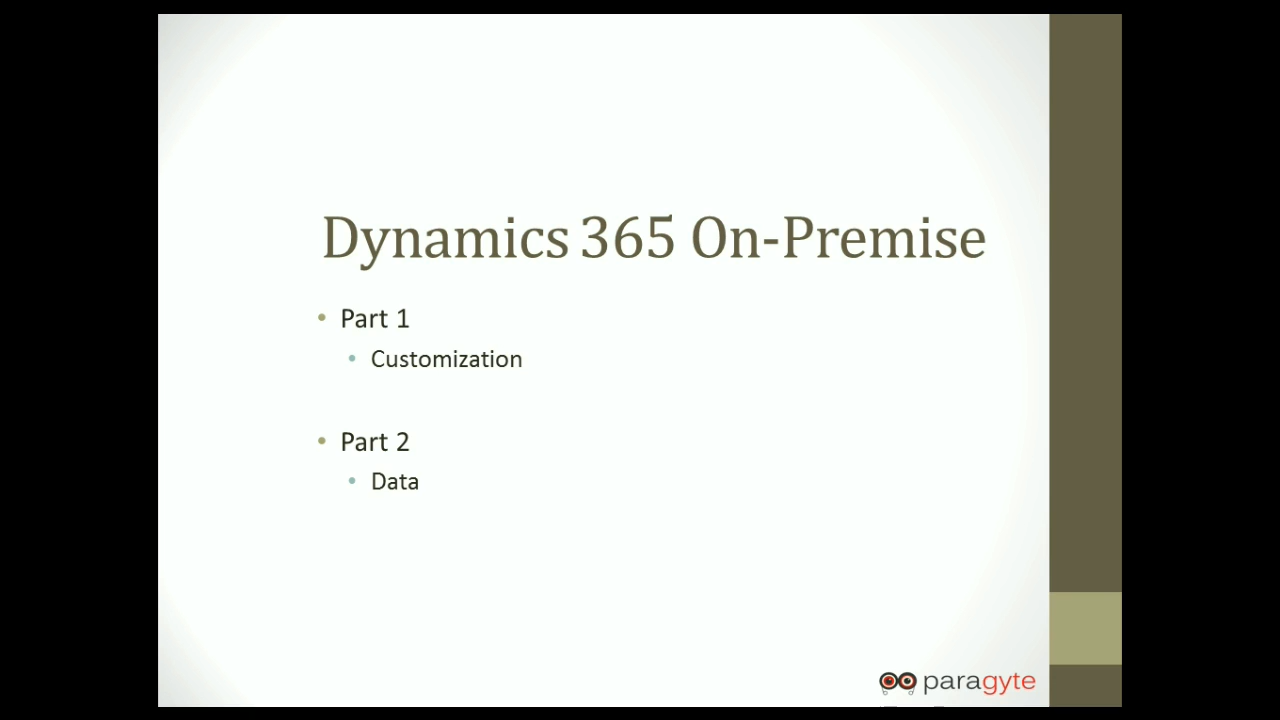 Dynamics 365 On-Premise
• Part 1
• Customization
• Part 2
• Data
paragyte